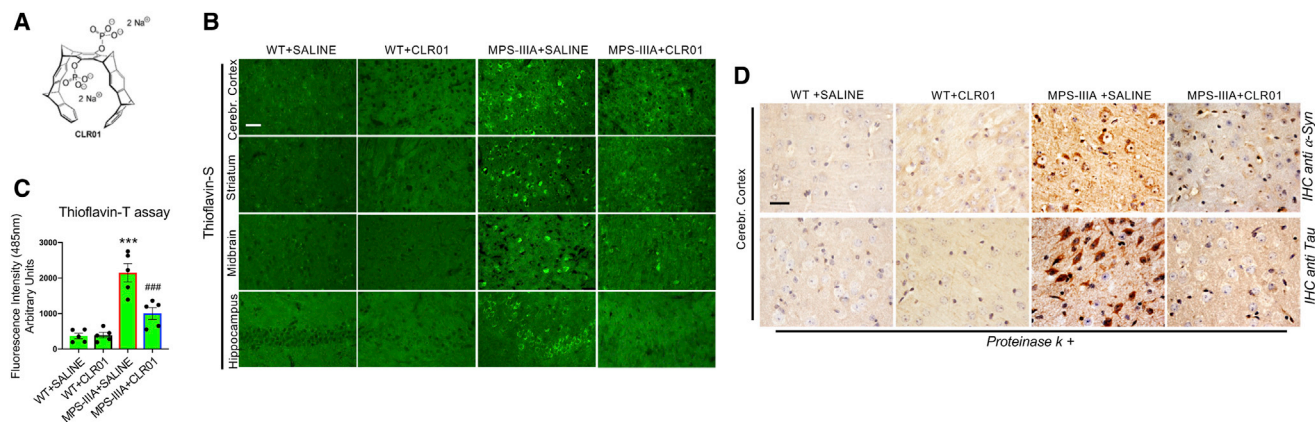 A
2 Na⊕
O
O
P
O⊖
O⊖
O
O
P
O⊖
O⊖
2 Na⊕
CLR01
B
WT+SALINE WT+CLR01 MPS-IIIA+SALINE MPS-IIIA+CLR01
Thioflavin-S
Cerebr. Cortex
Striatum
Midbrain
Hippocampus
C
Thioflavin-T assay
Fluorescence Intensity (485nm)
Arbitrary Units
3000
2000
1000
0
***
###
WT+SALINE
WT+CLR01
MPS-IIIA+SALINE
MPS-IIIA+CLR01
D
WT +SALINE WT+CLR01 MPS-IIIA +SALINE MPS-IIIA+CLR01
Cerebr. Cortex
IHC anti α-Syn
IHC anti Tau
Proteinase k +